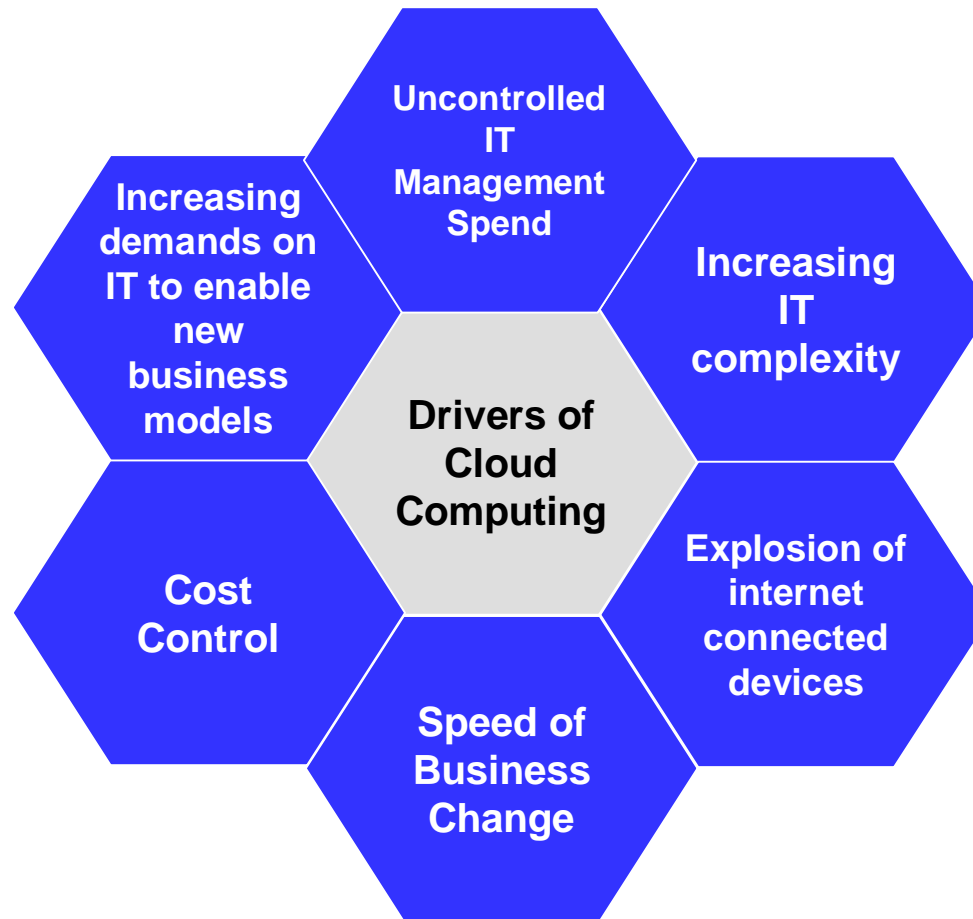 Uncontrolled
IT
Management
Spend
Increasing
demands on
IT to enable
new
business
models
Increasing
IT
complexity
Drivers of
Cloud
Computing
Cost
Control
Explosion of
internet
connected
devices
Speed of
Business
Change